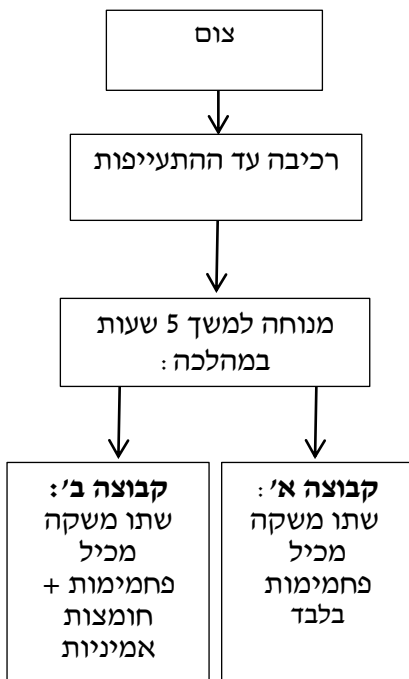 צום
רכיבה עד ההתעייפות
מנוחה למשך 5 שעות
במהלכה :
קבוצה א׳ :
שתו משקה
מכיל
פחמימות
בלבד
קבוצה ב׳:
שתו משקה
מכיל
פחמימות +
חומצות
אמיניות